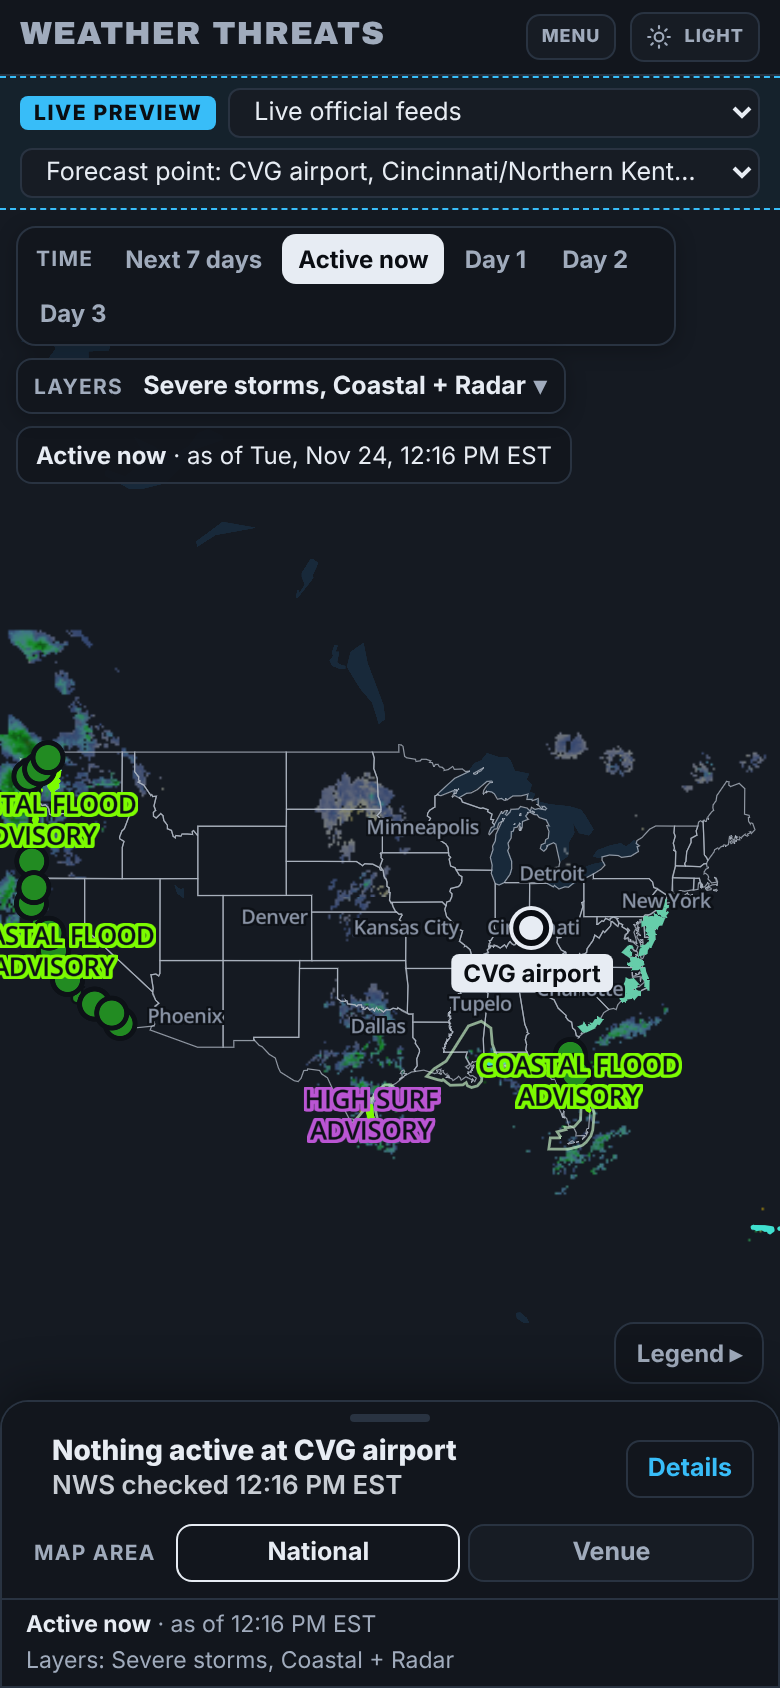 WEATHER THREATS
MENU
LIGHT
LIVE PREVIEW
Live official feeds
Forecast point: CVG airport, Cincinnati/Northern Kent...
TIME
Next 7 days
Active now
Day 1
Day 2
Day 3
LAYERS
Severe storms, Coastal + Radar ▾
Active now · as of Tue, Nov 24, 12:16 PM EST
TAL FLOOD
DVISORY
Minneapolis
Detroit
New York
Denver
Kansas City
Ci
ati
ASTAL FLOOD
ADVISORY
CVG airport
Charlotte
Tupelo
Phoenix
Dallas
COASTAL FLOOD
ADVISORY
HIGH SURF
ADVISORY
Legend ▸
Nothing active at CVG airport
NWS checked 12:16 PM EST
Details
MAP AREA
National
Venue
Active now · as of 12:16 PM EST
Layers: Severe storms, Coastal + Radar